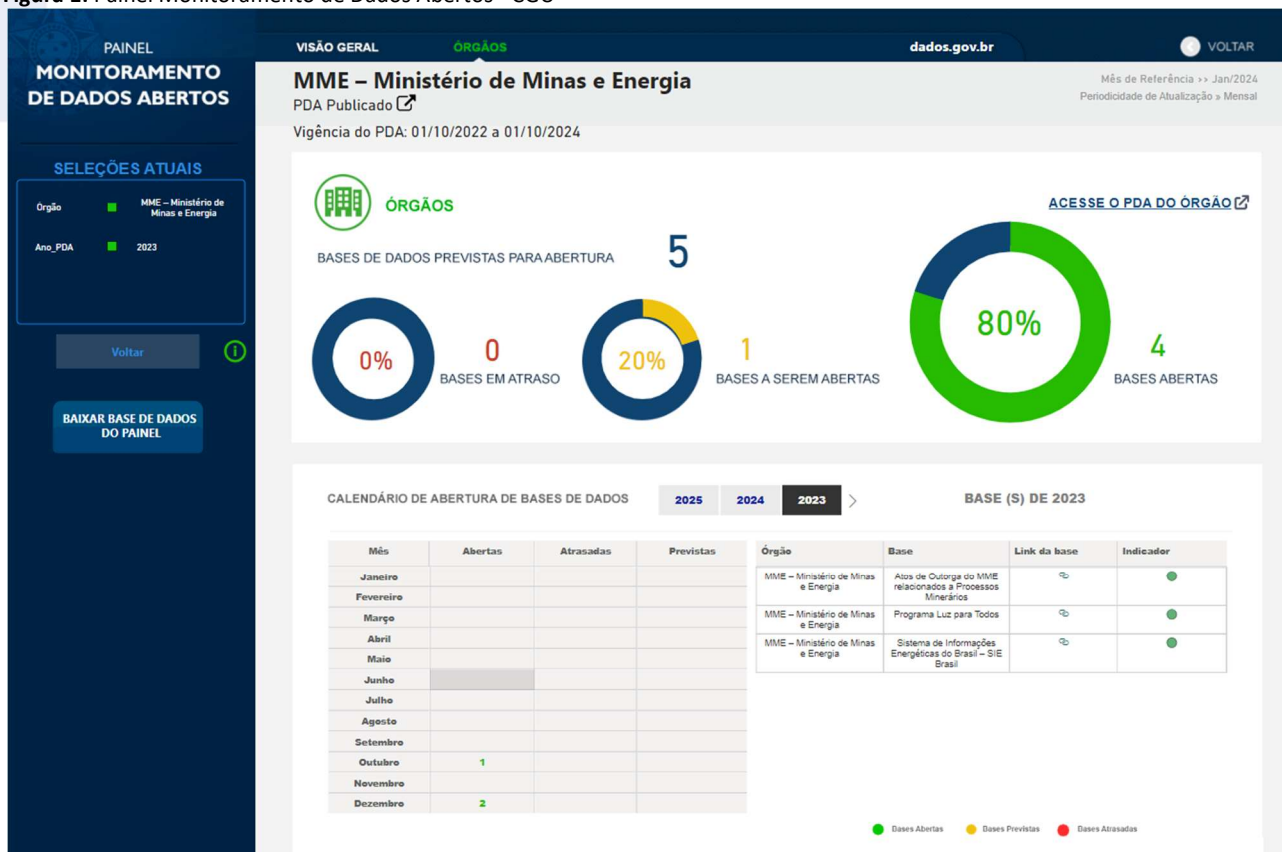 Figura 1: Painel Monitoramento de Dados Abertos - CGU
PAINEL
MONITORAMENTO
DE DADOS ABERTOS
VISÃO GERAL
ÓRGÃOS
dados.gov.br
VOLTAR
MME – Ministério de Minas e Energia
PDA Publicado
Vigência do PDA: 01/10/2022 a 01/10/2024
Mês de Referência >> Jan/2024
Periodicidade de Atualização » Mensal
SELEÇÕES ATUAIS
Órgão MME – Ministério de
Minas e Energia
Ano_PDA 2023
Voltar
BAIXAR BASE DE DADOS
DO PAINEL
ÓRGÃOS
ACESSE O PDA DO ÓRGÃO
BASES DE DADOS PREVISTAS PARA ABERTURA 5
0%
0
BASES EM ATRASO
20%
1
BASES A SEREM ABERTAS
80%
4
BASES ABERTAS
CALENDÁRIO DE ABERTURA DE BASES DE DADOS
2025 2024 2023
BASE (S) DE 2023
Mês Abertas Atrasadas Previstas
Janeiro
Fevereiro
Março
Abril
Maio
Junho
Julho
Agosto
Setembro
Outubro 1
Novembro
Dezembro 2
Órgão Base Link da base Indicador
MME – Ministério de Minas
e Energia
Atos de Outorga do MME
relacionados a Processos
Minerários
MME – Ministério de Minas
e Energia
Programa Luz para Todos
MME – Ministério de Minas
e Energia
Sistema de Informações
Energéticas do Brasil – SIE
Brasil
Bases Abertas Bases Previstas Bases Atrasadas